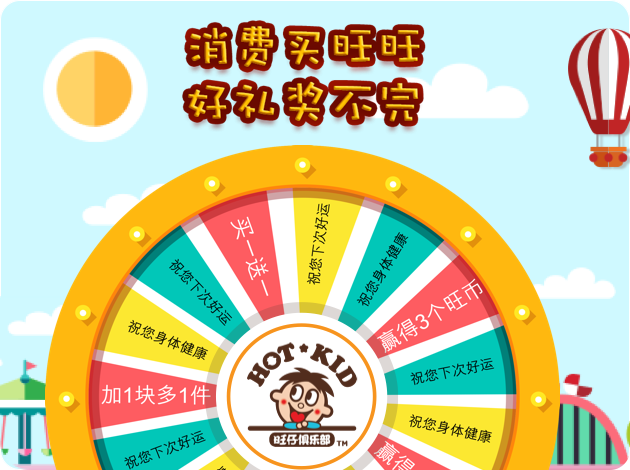 消费买旺旺
好礼奖不完
祝您下次好运
祝您身体健康
买一送一
祝您下次好运
赢得3个旺币
祝您身体健康
祝您下次好运
加1块多1件
祝您身体健康
祝您下次好运
赢得
HOT★KID
旺仔俱乐部
TM